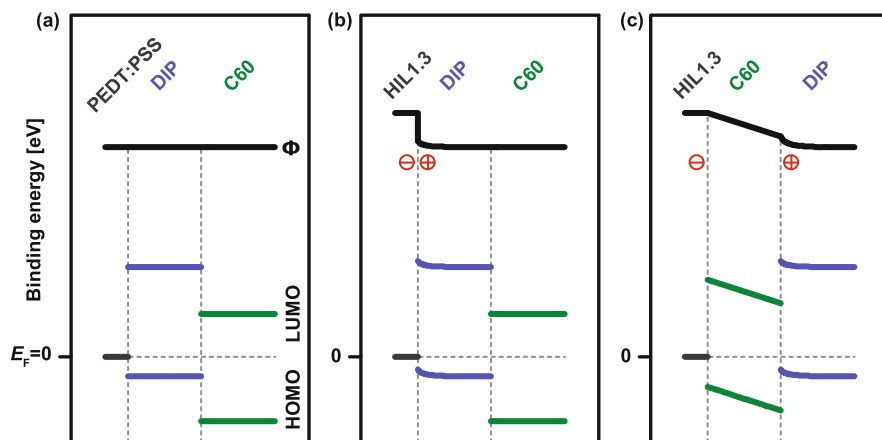 (a)
PEDT:PSS
DIP
C60
Φ
Binding energy [eV]
LUMO
HOMO
EF=0
(b)
HIL1.3
DIP
C60
⊖ ⊕
0
(c)
HIL1.3
C60
DIP
⊖ ⊕
0